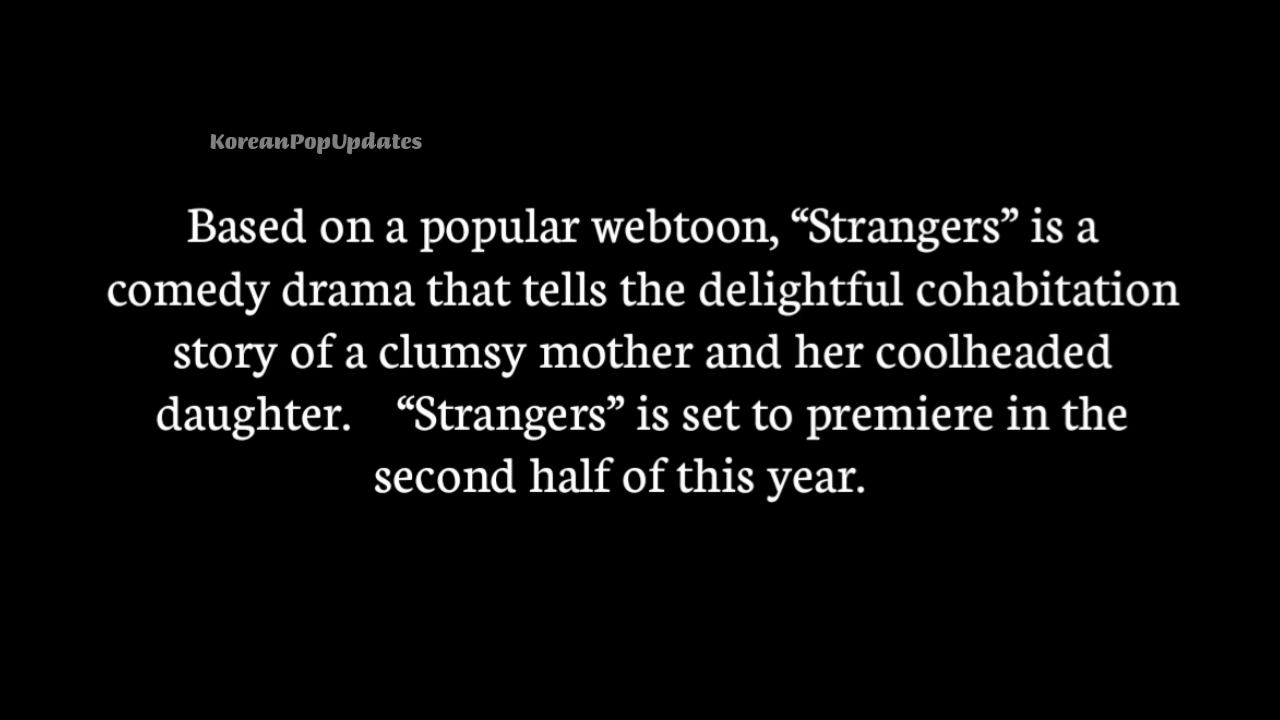 KoreanPopUpdates
Based on a popular webtoon, “Strangers” is a
comedy drama that tells the delightful cohabitation
story of a clumsy mother and her coolheaded
daughter. “Strangers” is set to premiere in the
second half of this year.